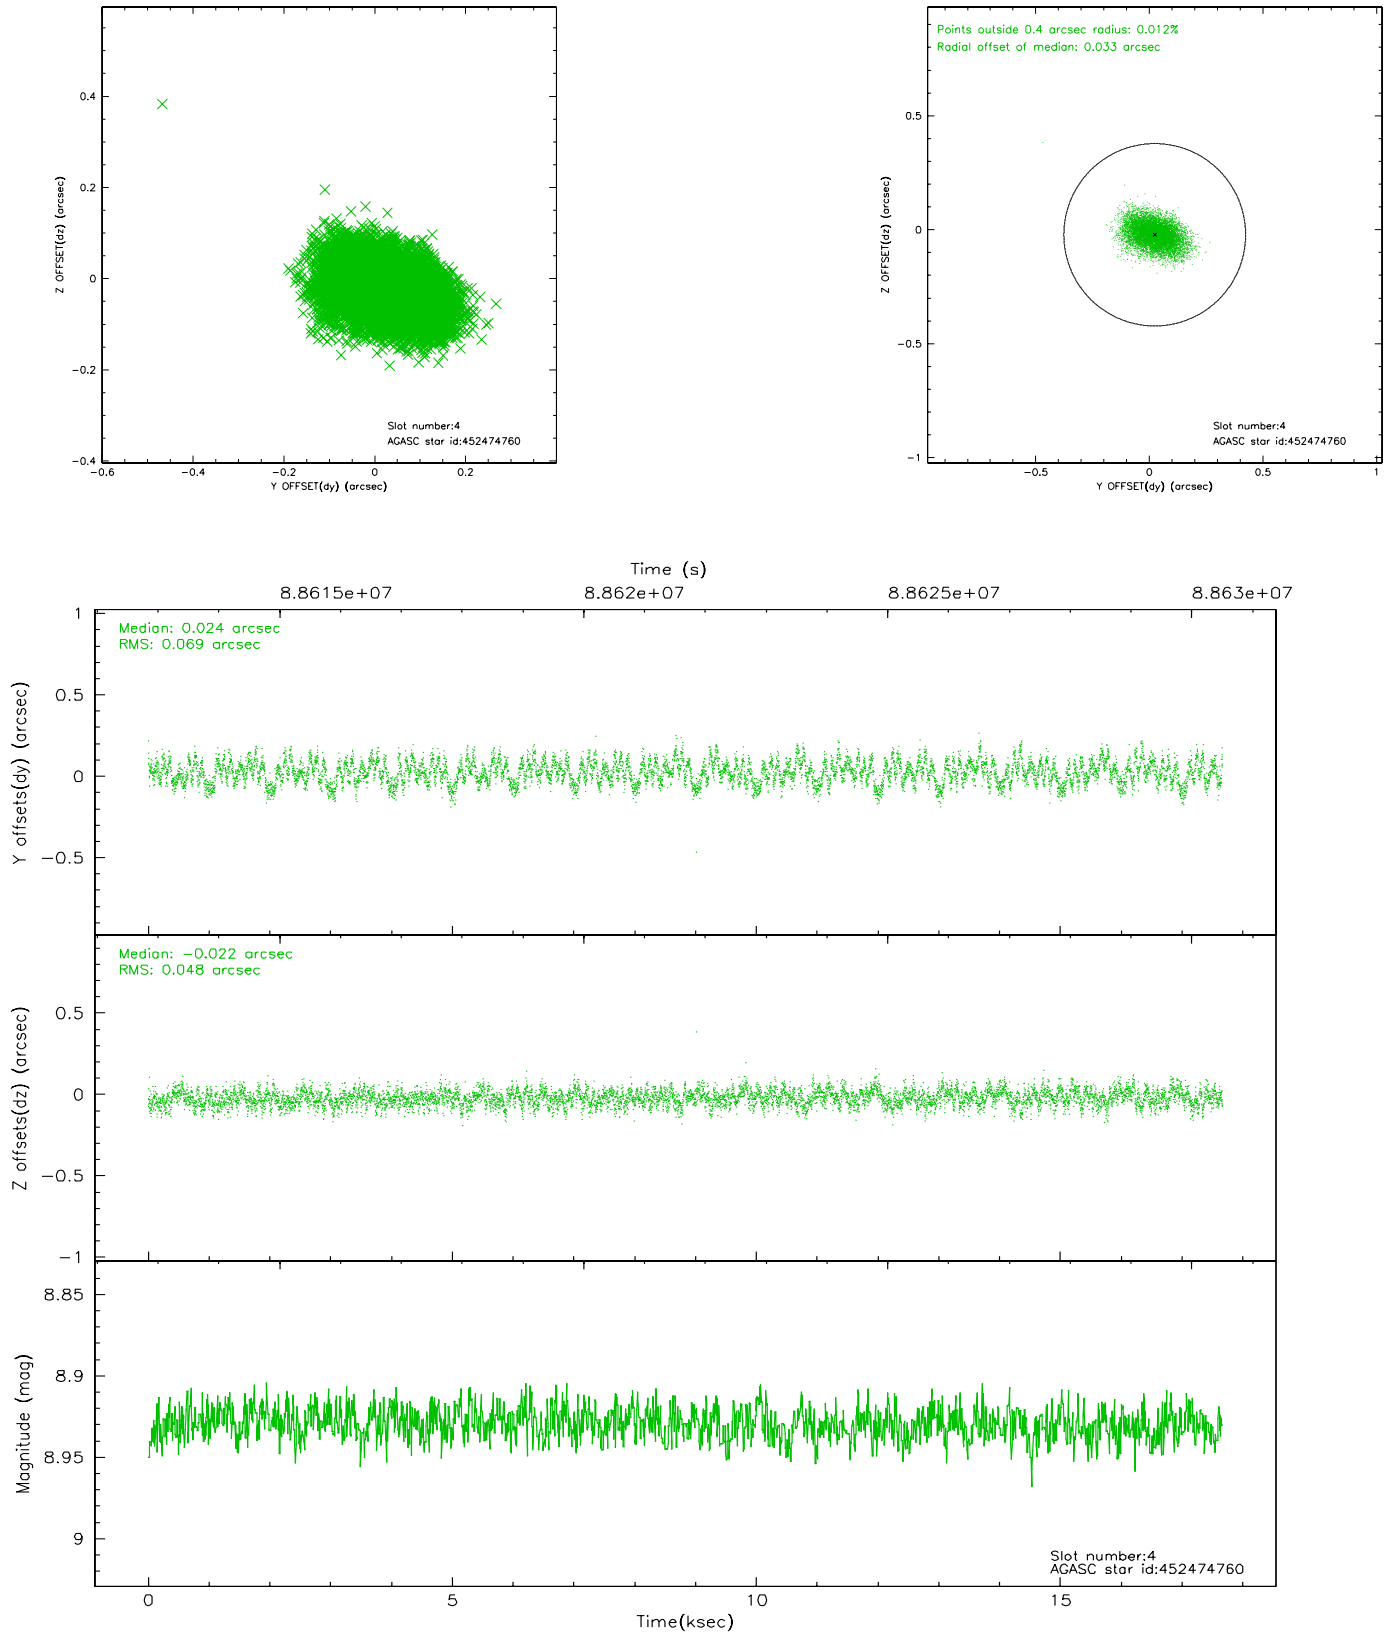 0.4
0.2
0
−0.2
−0.4
Z OFFSET(dz) (arcsec)
Slot number:4
AGASC star id:452474760
−0.6
−0.4
−0.2
0
0.2
Y OFFSET(dy) (arcsec)
Points outside 0.4 arcsec radius: 0.012%
Radial offset of median: 0.033 arcsec
0.5
0
−0.5
−1
Z OFFSET(dz) (arcsec)
Slot number:4
AGASC star id:452474760
−0.5
0
0.5
1
Y OFFSET(dy) (arcsec)
Time (s)
8.8615e+07
8.862e+07
8.8625e+07
8.863e+07
1
0.5
0
−0.5
Y offsets(dy) (arcsec)
Median: 0.024 arcsec
RMS: 0.069 arcsec
0.5
0
−0.5
−1
Z offsets(dz) (arcsec)
Median: −0.022 arcsec
RMS: 0.048 arcsec
8.85
8.9
8.95
9
Magnitude (mag)
Slot number:4
AGASC star id:452474760
0
5
10
15
Time(ksec)